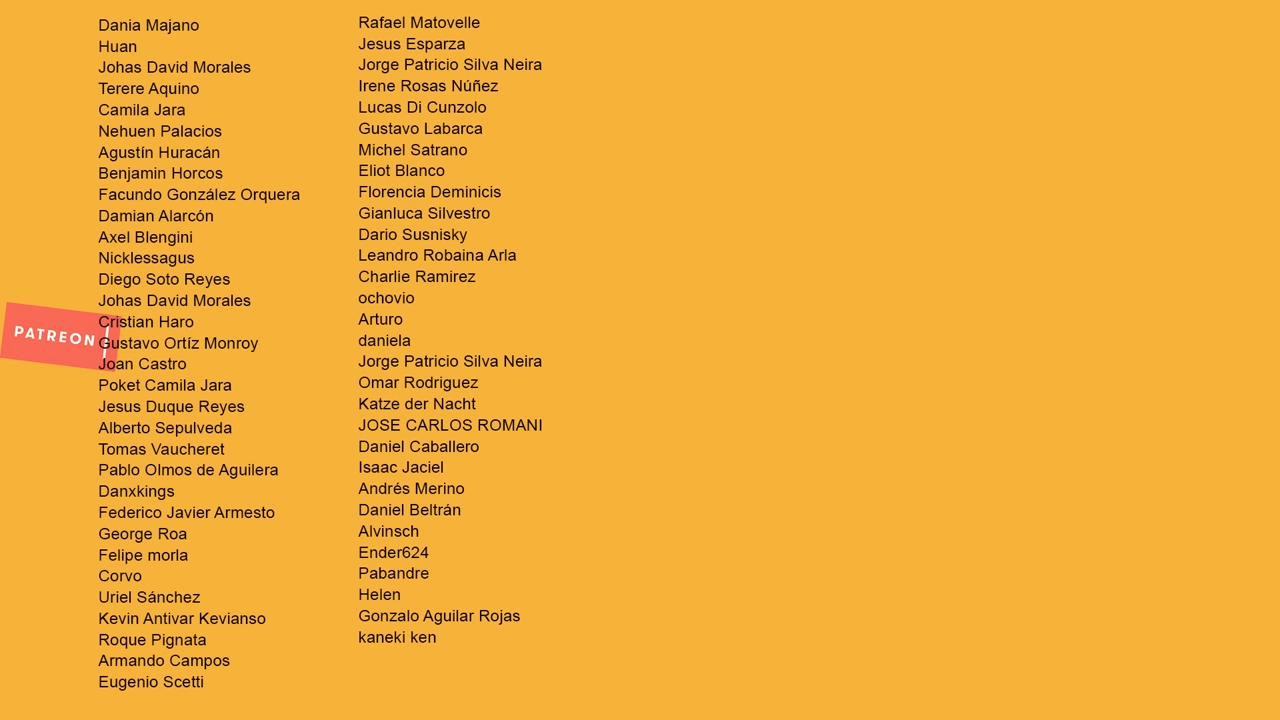 Dania Majano
Huan
Johas David Morales
Terere Aquino
Camila Jara
Nehuen Palacios
Agustín Huracán
Benjamin Horcos
Facundo González Orquera
Damian Alarcón
Axel Blengini
Nicklessagus
Diego Soto Reyes
Johas David Morales
Cristian Haro
Gustavo Ortíz Monroy
Joan Castro
Poket Camila Jara
Jesus Duque Reyes
Alberto Sepulveda
Tomas Vaucheret
Pablo Olmos de Aguilera
Danxkings
Federico Javier Armesto
George Roa
Felipe morla
Corvo
Uriel Sánchez
Kevin Antivar Kevianso
Roque Pignata
Armando Campos
Eugenio Scetti
Rafael Matovelle
Jesus Esparza
Jorge Patricio Silva Neira
Irene Rosas Núñez
Lucas Di Cunzolo
Gustavo Labarca
Michel Satrano
Eliot Blanco
Florencia Deminicis
Gianluca Silvestro
Dario Susnisky
Leandro Robaina Arla
Charlie Ramirez
ochovio
Arturo
daniela
Jorge Patricio Silva Neira
Omar Rodriguez
Katze der Nacht
JOSE CARLOS ROMANI
Daniel Caballero
Isaac Jaciel
Andrés Merino
Daniel Beltrán
Alvinsch
Ender624
Pabandre
Helen
Gonzalo Aguilar Rojas
kaneki ken
PATREON